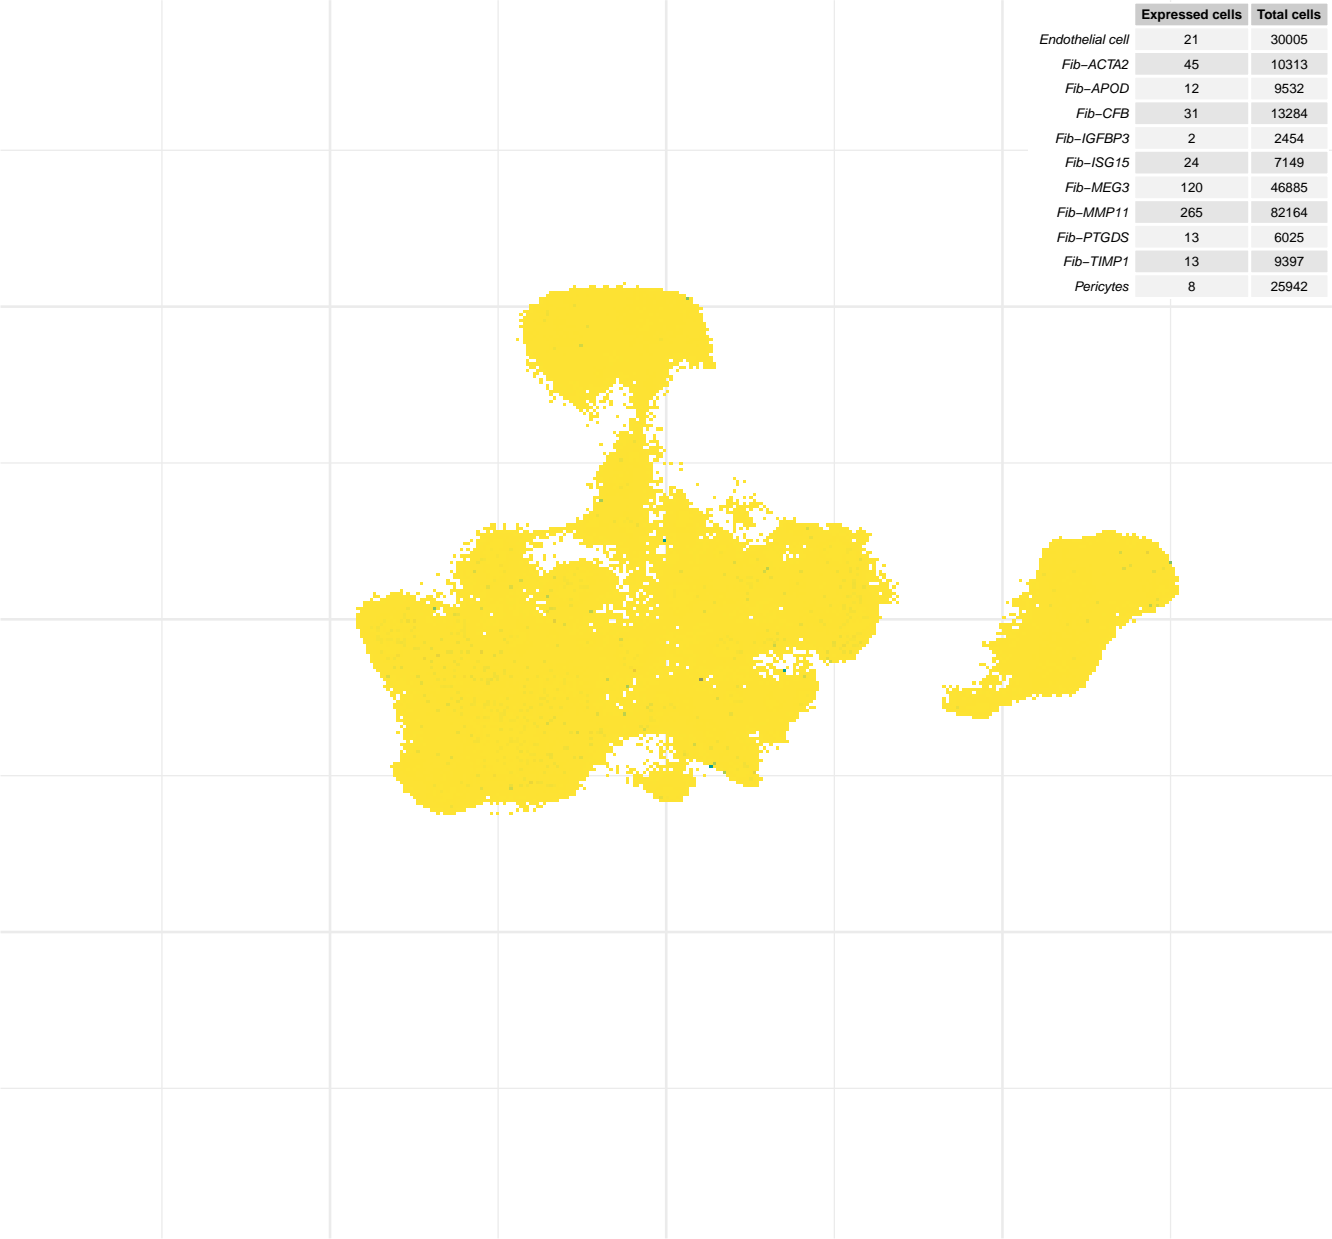 Expressed cells Total cells
Endothelial cell 21 30005
Fib−ACTA2 45 10313
Fib−APOD 12 9532
Fib−CFB 31 13284
Fib−IGFBP3 2 2454
Fib−ISG15 24 7149
Fib−MEG3 120 46885
Fib−MMP11 265 82164
Fib−PTGDS 13 6025
Fib−TIMP1 13 9397
Pericytes 8 25942